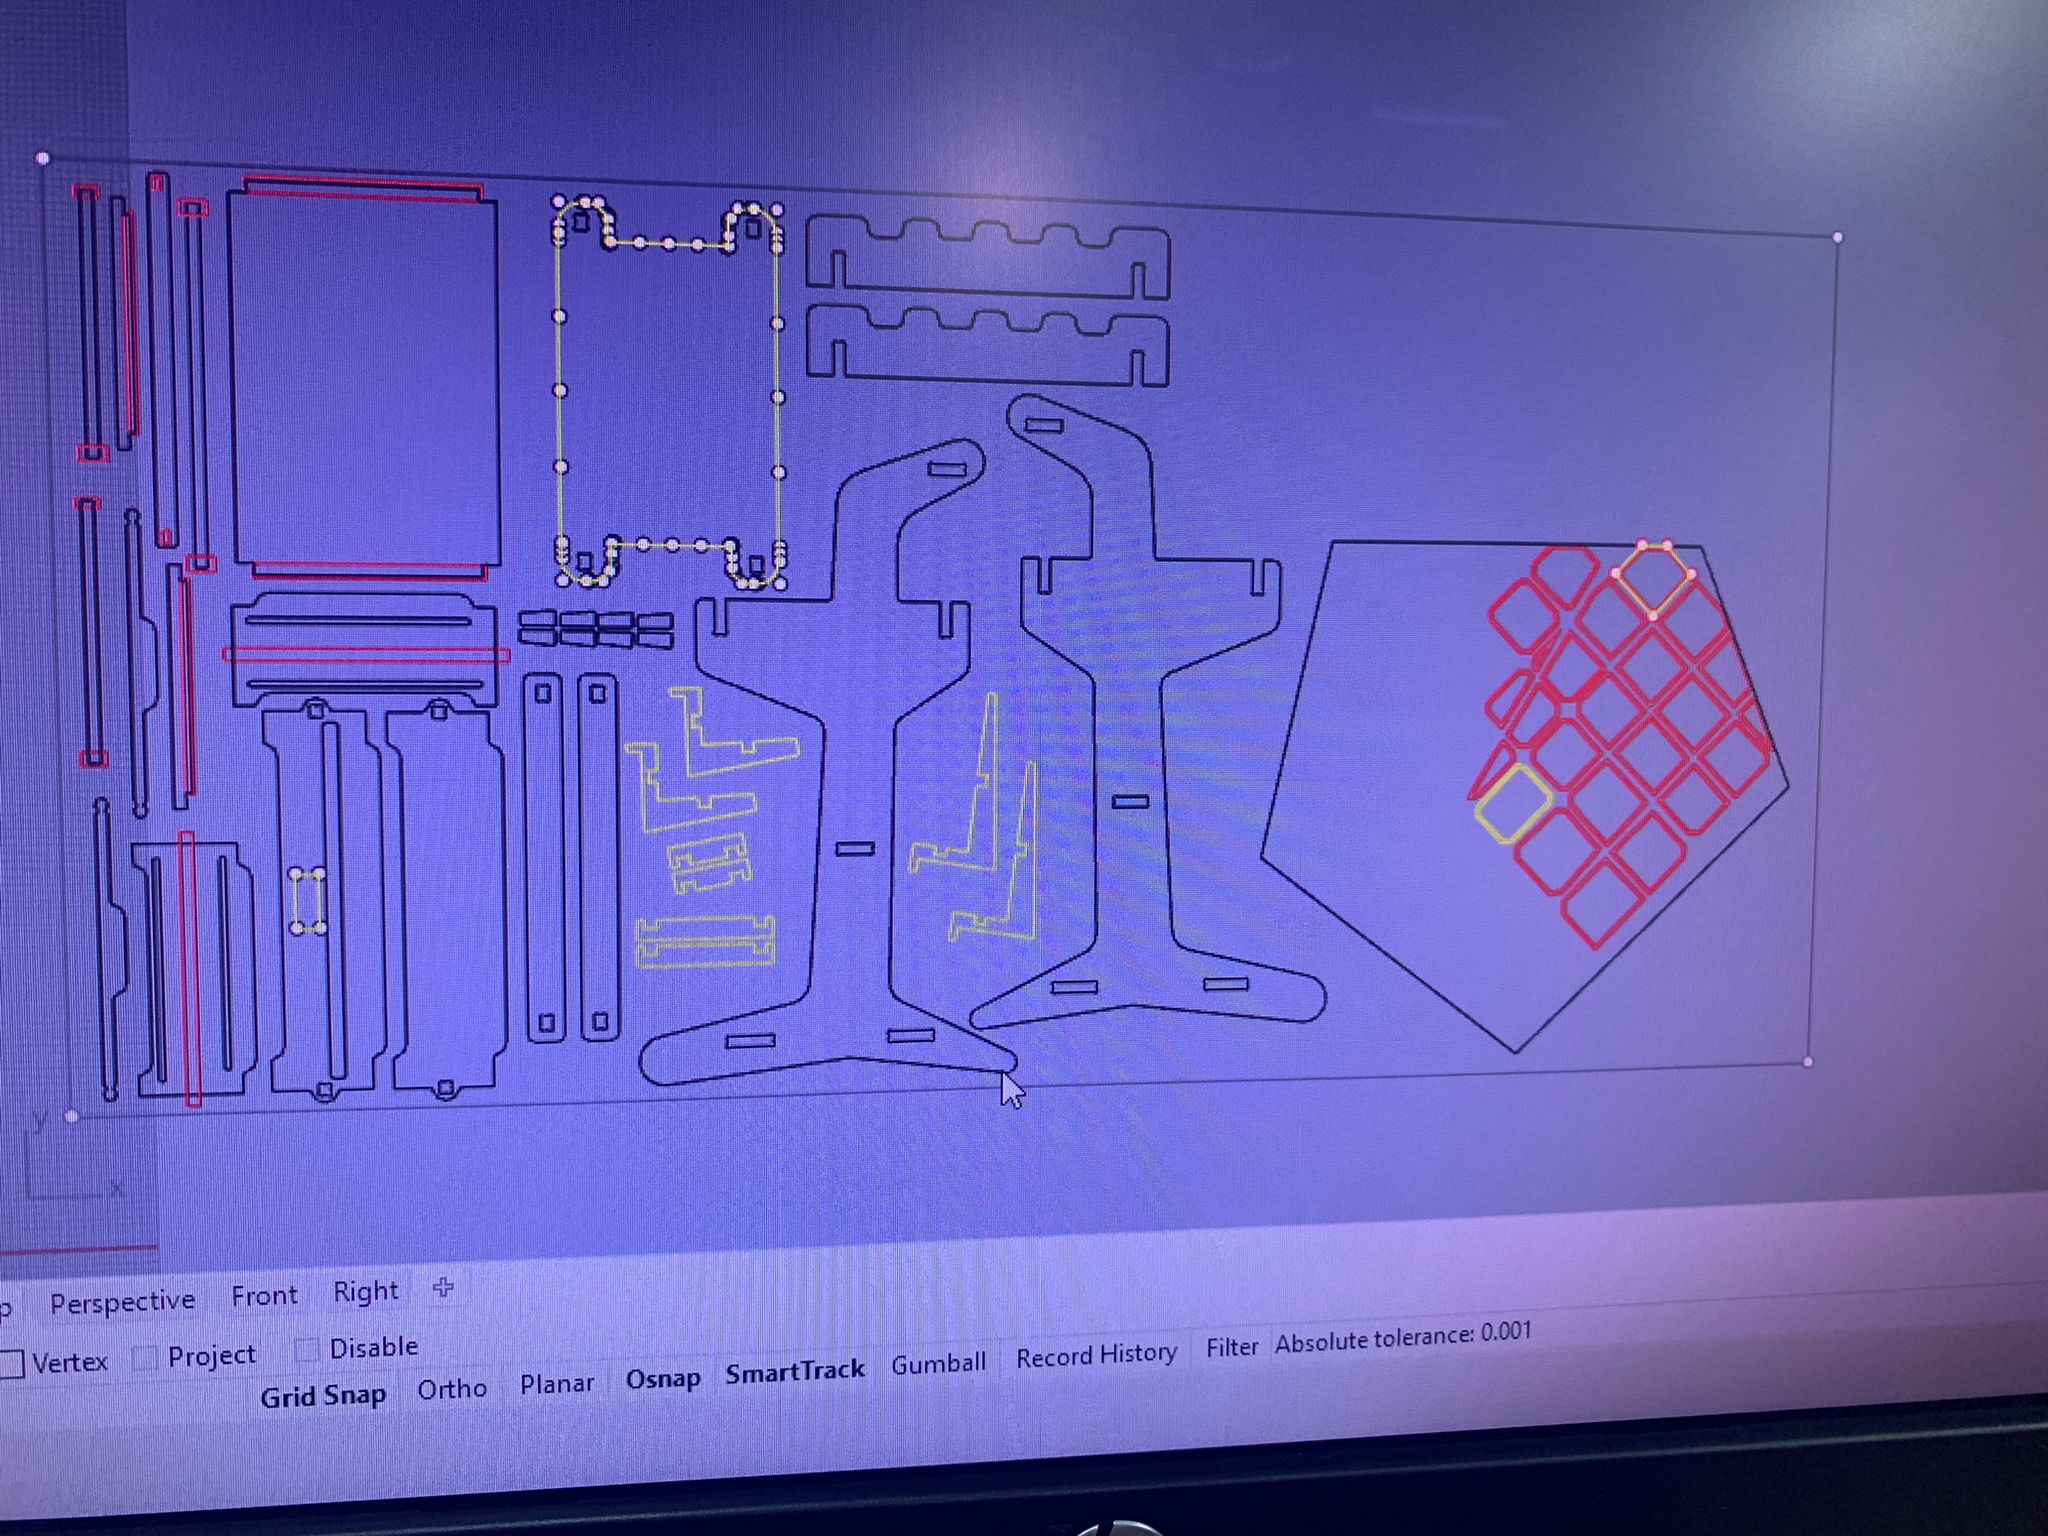 y
x
Perspective Front Right
Vertex Project Disable
Grid Snap Ortho Planar Osnap SmartTrack Gumball Record History Filter Absolute tolerance: 0.001